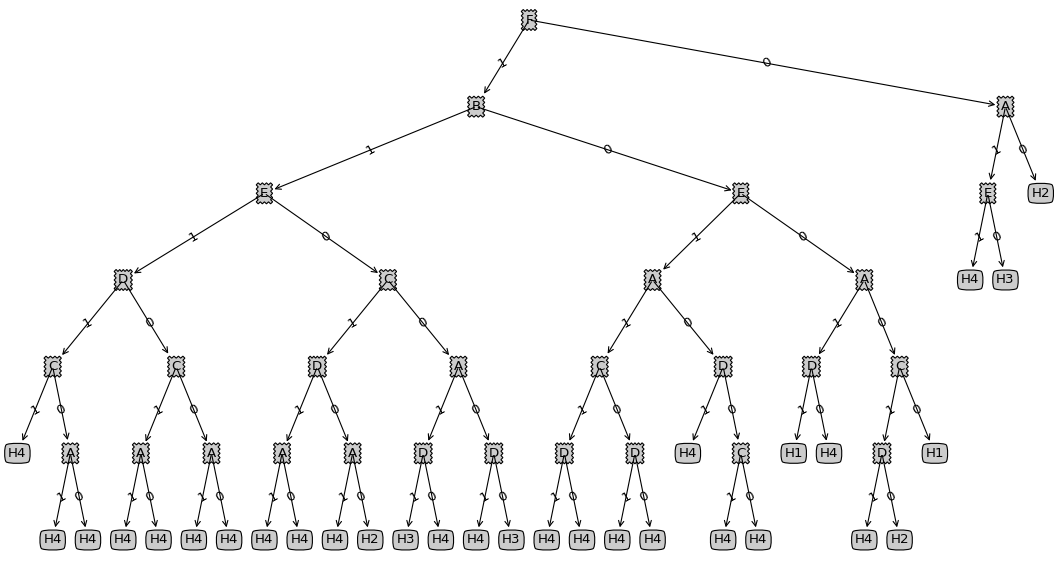 F
1 0
B A
1 0 1 0
E E E H2
1 0 1 0 1 0
D C A A H4 H3
1 0 1 0 1 0 1 0
C C D A C D D C
1 0 1 0 1 0 1 0 1 0 1 0 1 0 1 0
H4 A A A A A D D D D H4 C H1 H4 D H1
1 0 1 0 1 0 1 0 1 0 1 0 1 0 1 0 1 0 1 0 1 0
H4 H4 H4 H4 H4 H4 H4 H4 H4 H2 H3 H4 H4 H3 H4 H4 H4 H4 H4 H4 H4 H2